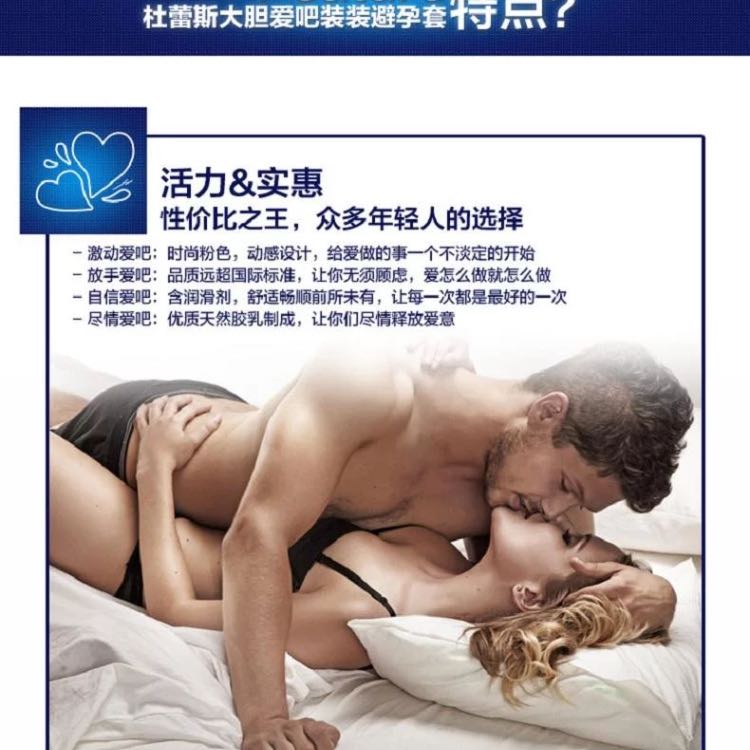 杜蕾斯大胆爱吧装装避孕套特点?
活力&实惠
性价比之王，众多年轻人的选择
- 激动爱吧：时尚粉色，动感设计，给爱做的事一个不淡定的开始
- 放手爱吧：品质远超国际标准，让你无须顾虑，爱怎么做就怎么做
- 自信爱吧：含润滑剂，舒适畅顺前所未有，让每一次都是最好的一次
- 尽情爱吧：优质天然胶乳制成，让你们尽情释放爱意